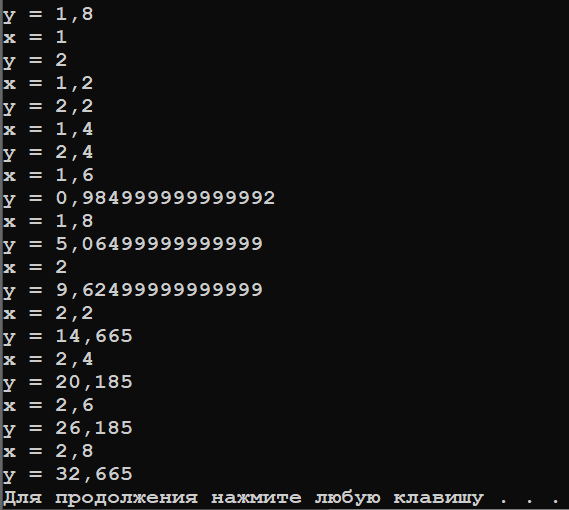 y = 1,8
x = 1
y = 2
x = 1,2
y = 2,2
x = 1,4
y = 2,4
x = 1,6
y = 0,984999999999992
x = 1,8
y = 5,06499999999999
x = 2
y = 9,62499999999999
x = 2,2
y = 14,665
x = 2,4
y = 20,185
x = 2,6
y = 26,185
x = 2,8
y = 32,665
Для продолжения нажмите любую клавишу . . .